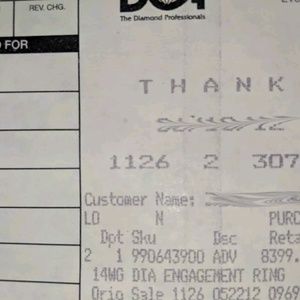 REV. CHG.
D FOR
The Diamond Professionals
THANK
1126 2 307
Customer Name:
LO N PURC
Dpt Sku Dsc Reta
2 1 990643900 ADV 8399.
14WG DIA ENGAGEMENT RING
Orig Sale 1126 052212 0969